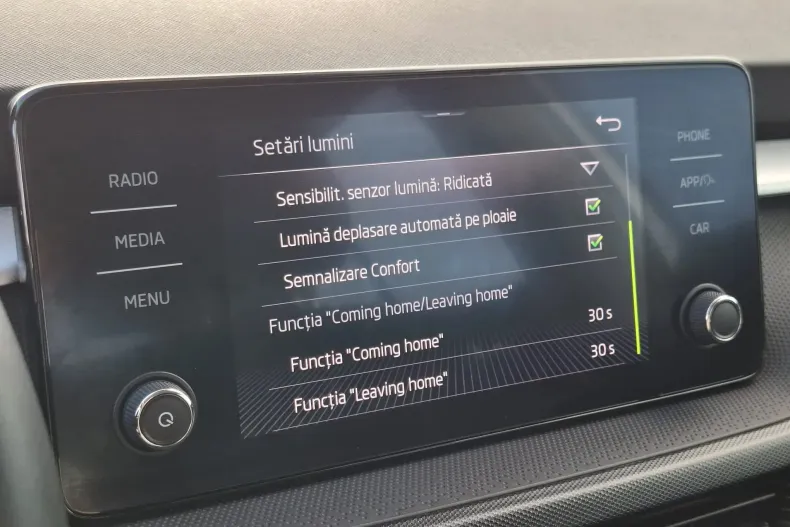 Setări lumini
Sensibilit. senzor lumină: Ridicată
Lumină deplasare automată pe ploaie
Semnalizare Confort
Funcția "Coming home/Leaving home"
Funcția "Coming home" 30 s
Funcția "Leaving home" 30 s
RADIO
MEDIA
MENU
PHONE
APP/
CAR